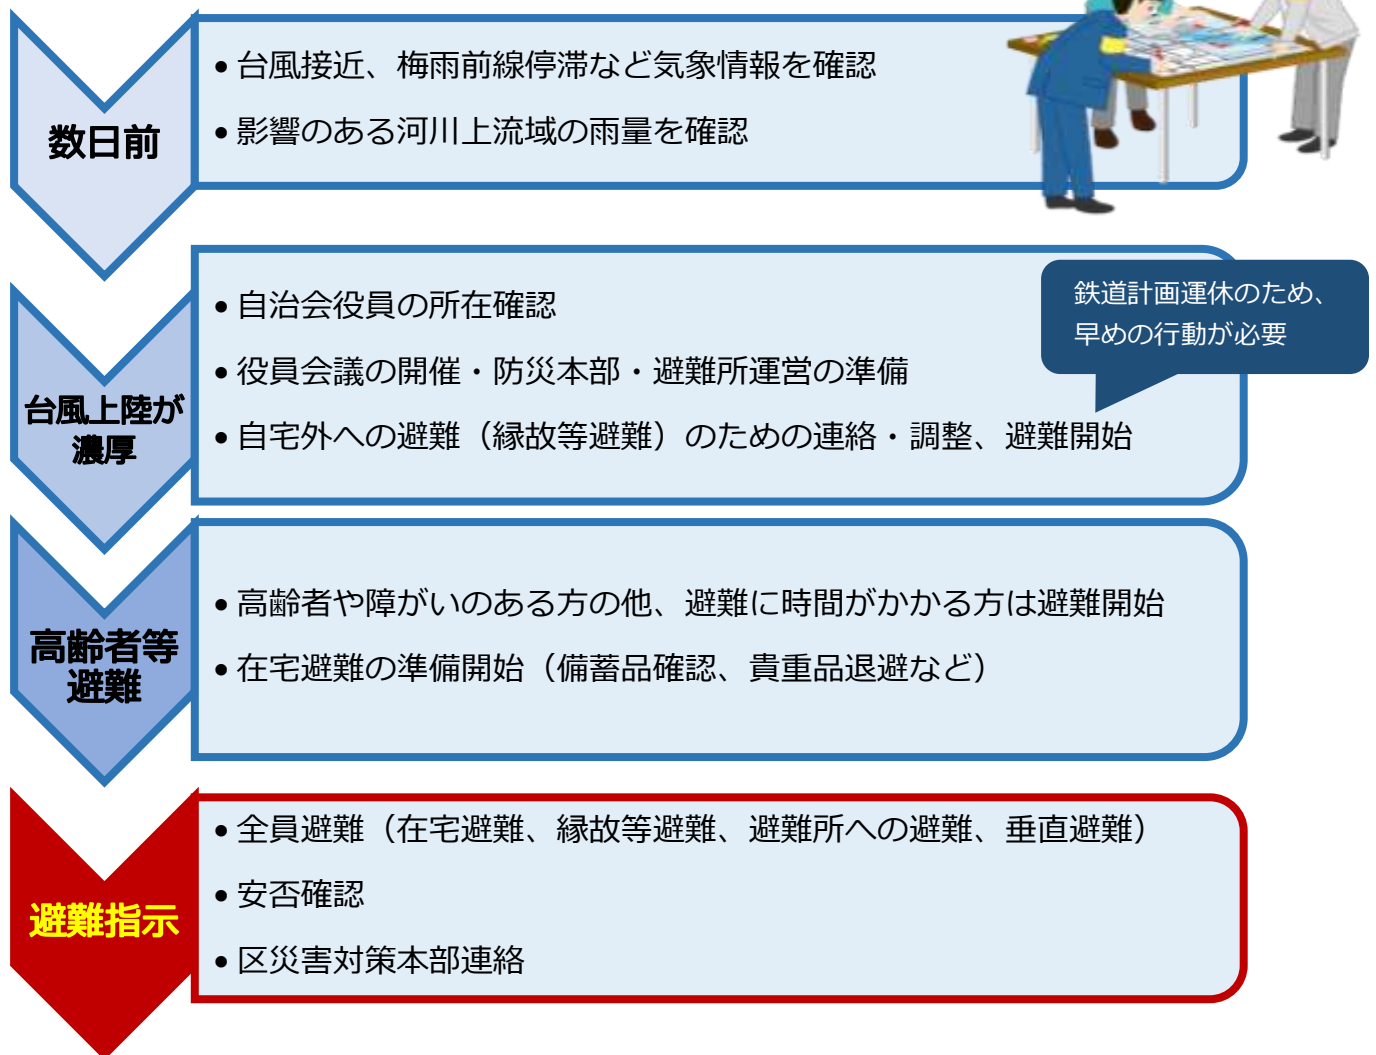 数日前
• 台風接近、梅雨前線停滞など気象情報を確認
• 影響のある河川上流域の雨量を確認
台風上陸が
濃厚
• 自治会役員の所在確認
• 役員会議の開催・防災本部・避難所運営の準備
• 自宅外への避難（縁故等避難）のための連絡・調整、避難開始
鉄道計画運休のため、
早めの行動が必要
高齢者等
避難
• 高齢者や障がいのある方の他、避難に時間がかかる方は避難開始
• 在宅避難の準備開始（備蓄品確認、貴重品退避など）
避難指示
• 全員避難（在宅避難、縁故等避難、避難所への避難、垂直避難）
• 安否確認
• 区災害対策本部連絡